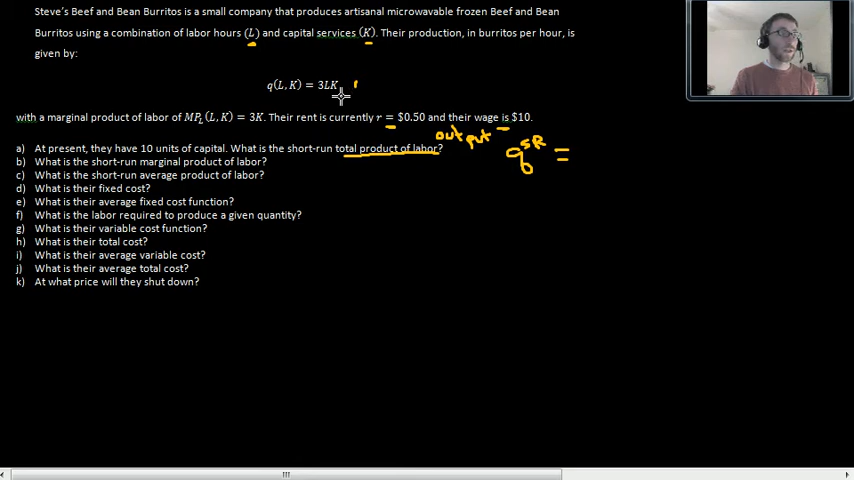 Steve's Beef and Bean Burritos is a small company that produces artisanal microwavable frozen Beef and Bean
Burritos using a combination of labor hours (L) and capital services (K). Their production, in burritos per hour, is
given by:
q(L, K) = 3LK
with a marginal product of labor of MP_L(L, K) = 3K. Their rent is currently r = $0.50 and their wage is $10.
output
q^SR =
a) At present, they have 10 units of capital. What is the short-run total product of labor?
b) What is the short-run marginal product of labor?
c) What is the short-run average product of labor?
d) What is their fixed cost?
e) What is their average fixed cost function?
f) What is the labor required to produce a given quantity?
g) What is their variable cost function?
h) What is their total cost?
i) What is their average variable cost?
j) What is their average total cost?
k) At what price will they shut down?